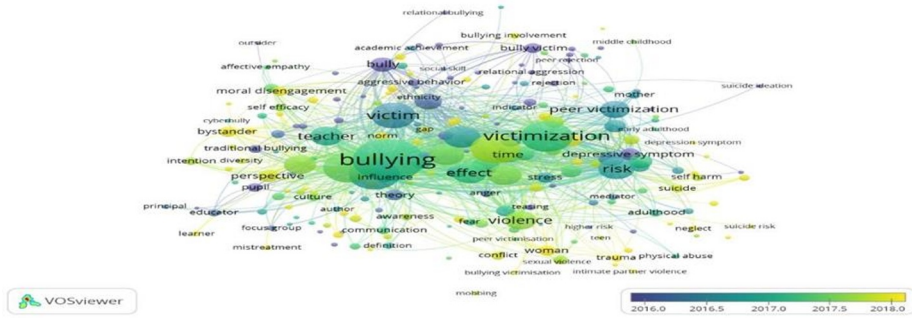 relational bullying
bullying involvement
outsider
academic achievement
bully victim
middle childhood
peer rejection
affective empathy
bully
social skill
relational aggression
aggressive behavior
rejection
suicide ideation
moral disengagement
ethnicity
mother
self efficacy
indicator
peer victimization
cyberbully
victim
bystander
teacher
norm
gap
victimization
early adulthood
depression symptom
traditional bullying
time
depressive symptom
intention
diversity
bullying
perspective
influence
effect
stress
risk
self harm
pupil
culture
theory
anger
mediator
suicide
principal
educator
author
awareness
teasing
adulthood
fear
violence
learner
focus group
communication
higher risk
neglect
suicide risk
mistreatment
definition
peer victimisation
teen
conflict
woman
trauma
physical abuse
sexual violence
bullying victimisation
intimate partner violence
mobbing
VOSviewer
2016.0 2016.5 2017.0 2017.5 2018.0